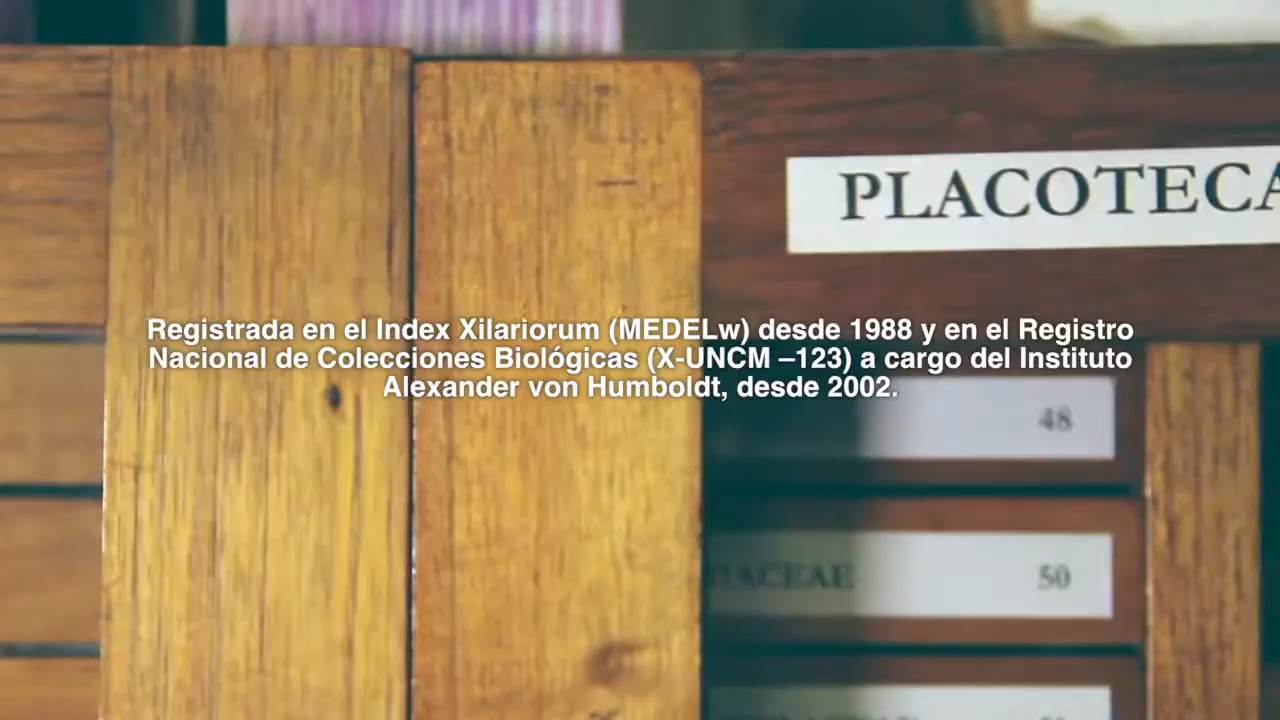 PLACOTECA
Registrada en el Index Xilariorum (MEDELw) desde 1988 y en el Registro
Nacional de Colecciones Biológicas (X-UNCM –123) a cargo del Instituto
Alexander von Humboldt, desde 2002.
48
50